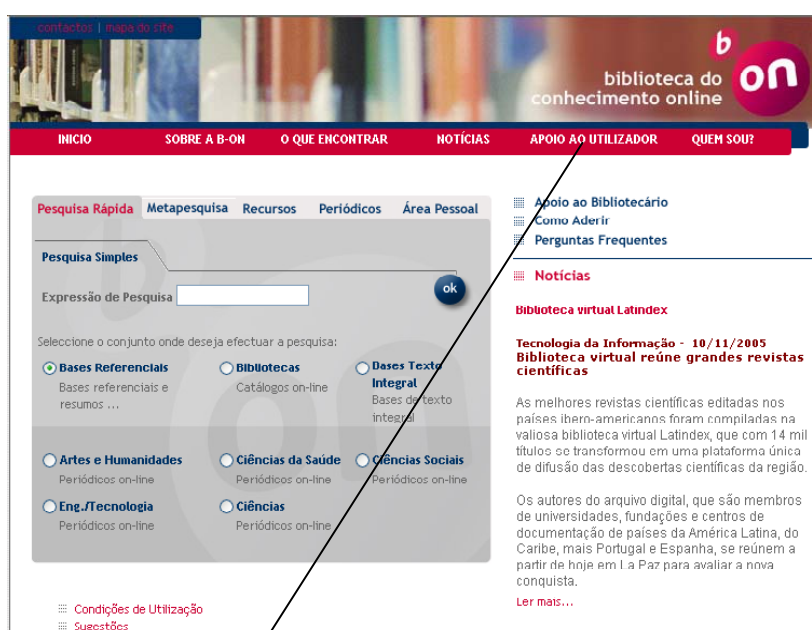 contactos | mapa do site
b
on
biblioteca do
conhecimento online
INICIO SOBRE A B-ON O QUE ENCONTRAR NOTÍCIAS APOIO AO UTILIZADOR QUEM SOU?
Pesquisa Rápida Metapesquisa Recursos Periódicos Área Pessoal
Pesquisa Simples
Expressão de Pesquisa
ok
Seleccione o conjunto onde deseja efectuar a pesquisa:
Bases Referenciais
Bases referenciais e
resumos ...
Bibliotecas
Catálogos on-line
Bases Texto
Integral
Bases de texto
integral
Artes e Humanidades
Periódicos on-line
Ciências da Saúde
Periódicos on-line
Ciências Sociais
Periódicos on-line
Eng./Tecnologia
Periódicos on-line
Ciências
Periódicos on-line
Condições de Utilização
Sugestões
Apoio ao Bibliotecário
Como Aderir
Perguntas Frequentes
Notícias
Biblioteca virtual Latindex
Tecnologia da Informação - 10/11/2005
Biblioteca virtual reúne grandes revistas
científicas
As melhores revistas científicas editadas nos
países ibero-americanos foram compiladas na
valiosa biblioteca virtual Latindex, que com 14 mil
títulos se transformou em uma plataforma única
de difusão das descobertas científicas da região.
Os autores do arquivo digital, que são membros
de universidades, fundações e centros de
documentação de países da América Latina, do
Caribe, mais Portugal e Espanha, se reúnem a
partir de hoje em La Paz para avaliar a nova
conquista.
Ler mais...